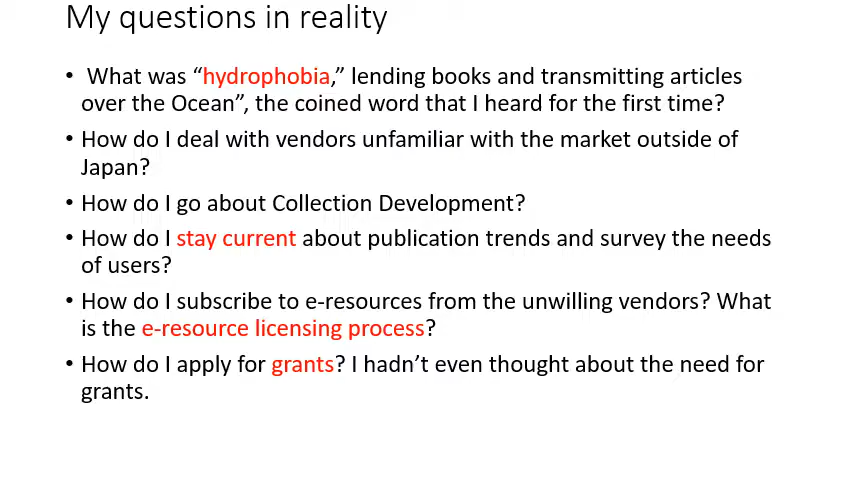 My questions in reality
• What was “hydrophobia,” lending books and transmitting articles
over the Ocean”, the coined word that I heard for the first time?
• How do I deal with vendors unfamiliar with the market outside of
Japan?
• How do I go about Collection Development?
• How do I stay current about publication trends and survey the needs
of users?
• How do I subscribe to e-resources from the unwilling vendors? What
is the e-resource licensing process?
• How do I apply for grants? I hadn’t even thought about the need for
grants.